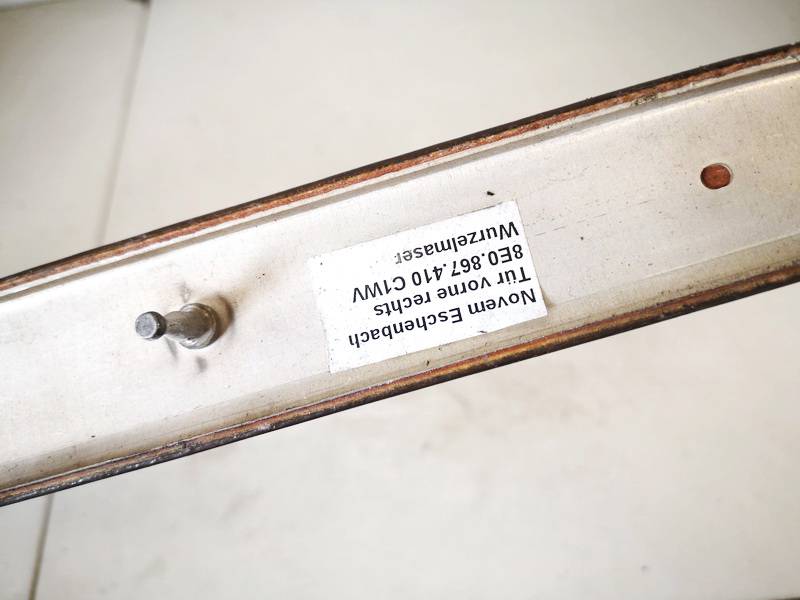 Novem Eschenbach
Tür vorne rechts
8E0.867.410 C1WV
Wurzelmaser